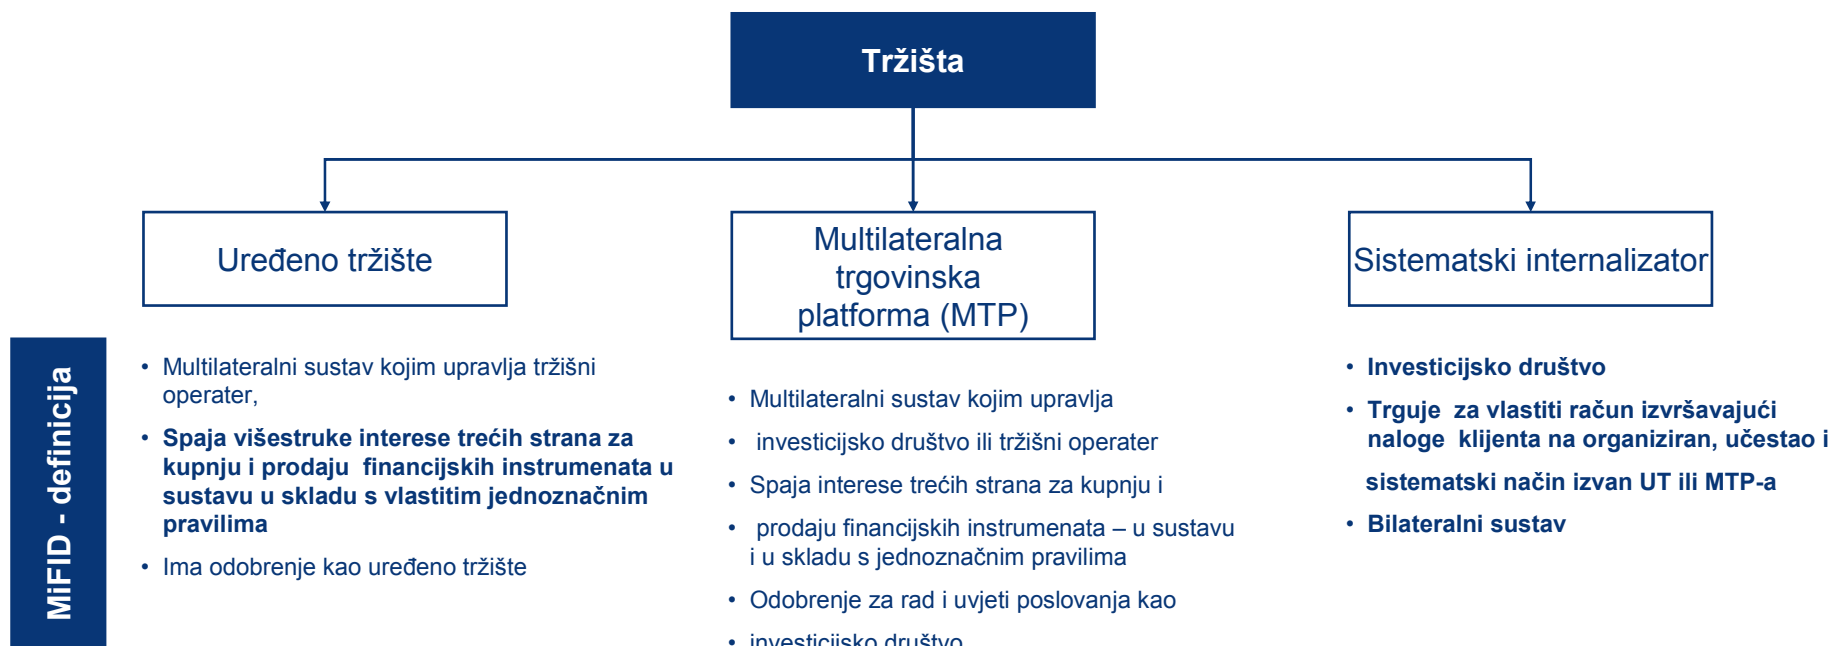 Tržišta
Uređeno tržište
Multilateralna
trgovinska
platforma (MTP)
Sistematski internalizator
MiFID - definicija
• Multilateralni sustav kojim upravlja tržišni
operater,
• Spaja višestruke interese trećih strana za
kupnju i prodaju financijskih instrumenata u
sustavu u skladu s vlastitim jednoznačnim
pravilima
• Ima odobrenje kao uređeno tržište
• Multilateralni sustav kojim upravlja
• investicijsko društvo ili tržišni operater
• Spaja interese trećih strana za kupnju i
• prodaju financijskih instrumenata – u sustavu
i u skladu s jednoznačnim pravilima
• Odobrenje za rad i uvjeti poslovanja kao
• investicijsko društvo
• Investicijsko društvo
• Trguje za vlastiti račun izvršavajući
naloge klijenta na organiziran, učestao i
sistematski način izvan UT ili MTP-a
• Bilateralni sustav